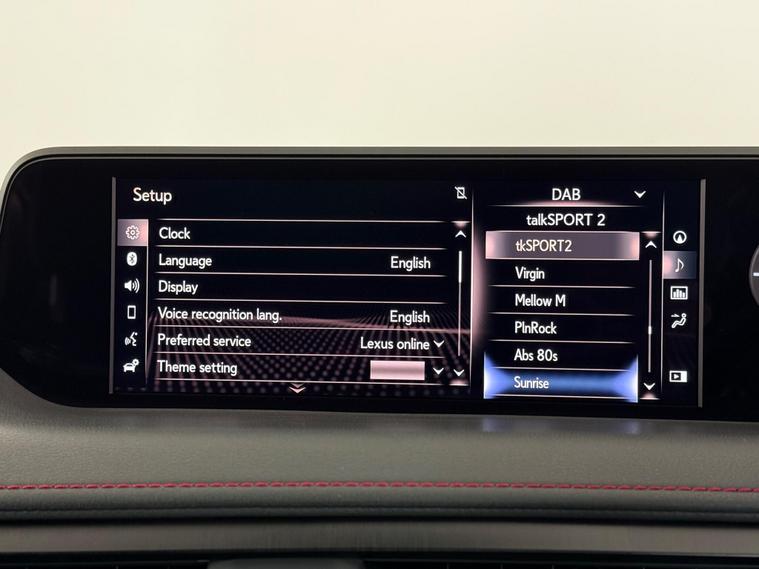 Setup
Clock
Language English
Display
Voice recognition lang. English
Preferred service Lexus online
Theme setting
DAB
talkSPORT 2
tkSPORT2
Virgin
Mellow M
PlnRock
Abs 80s
Sunrise